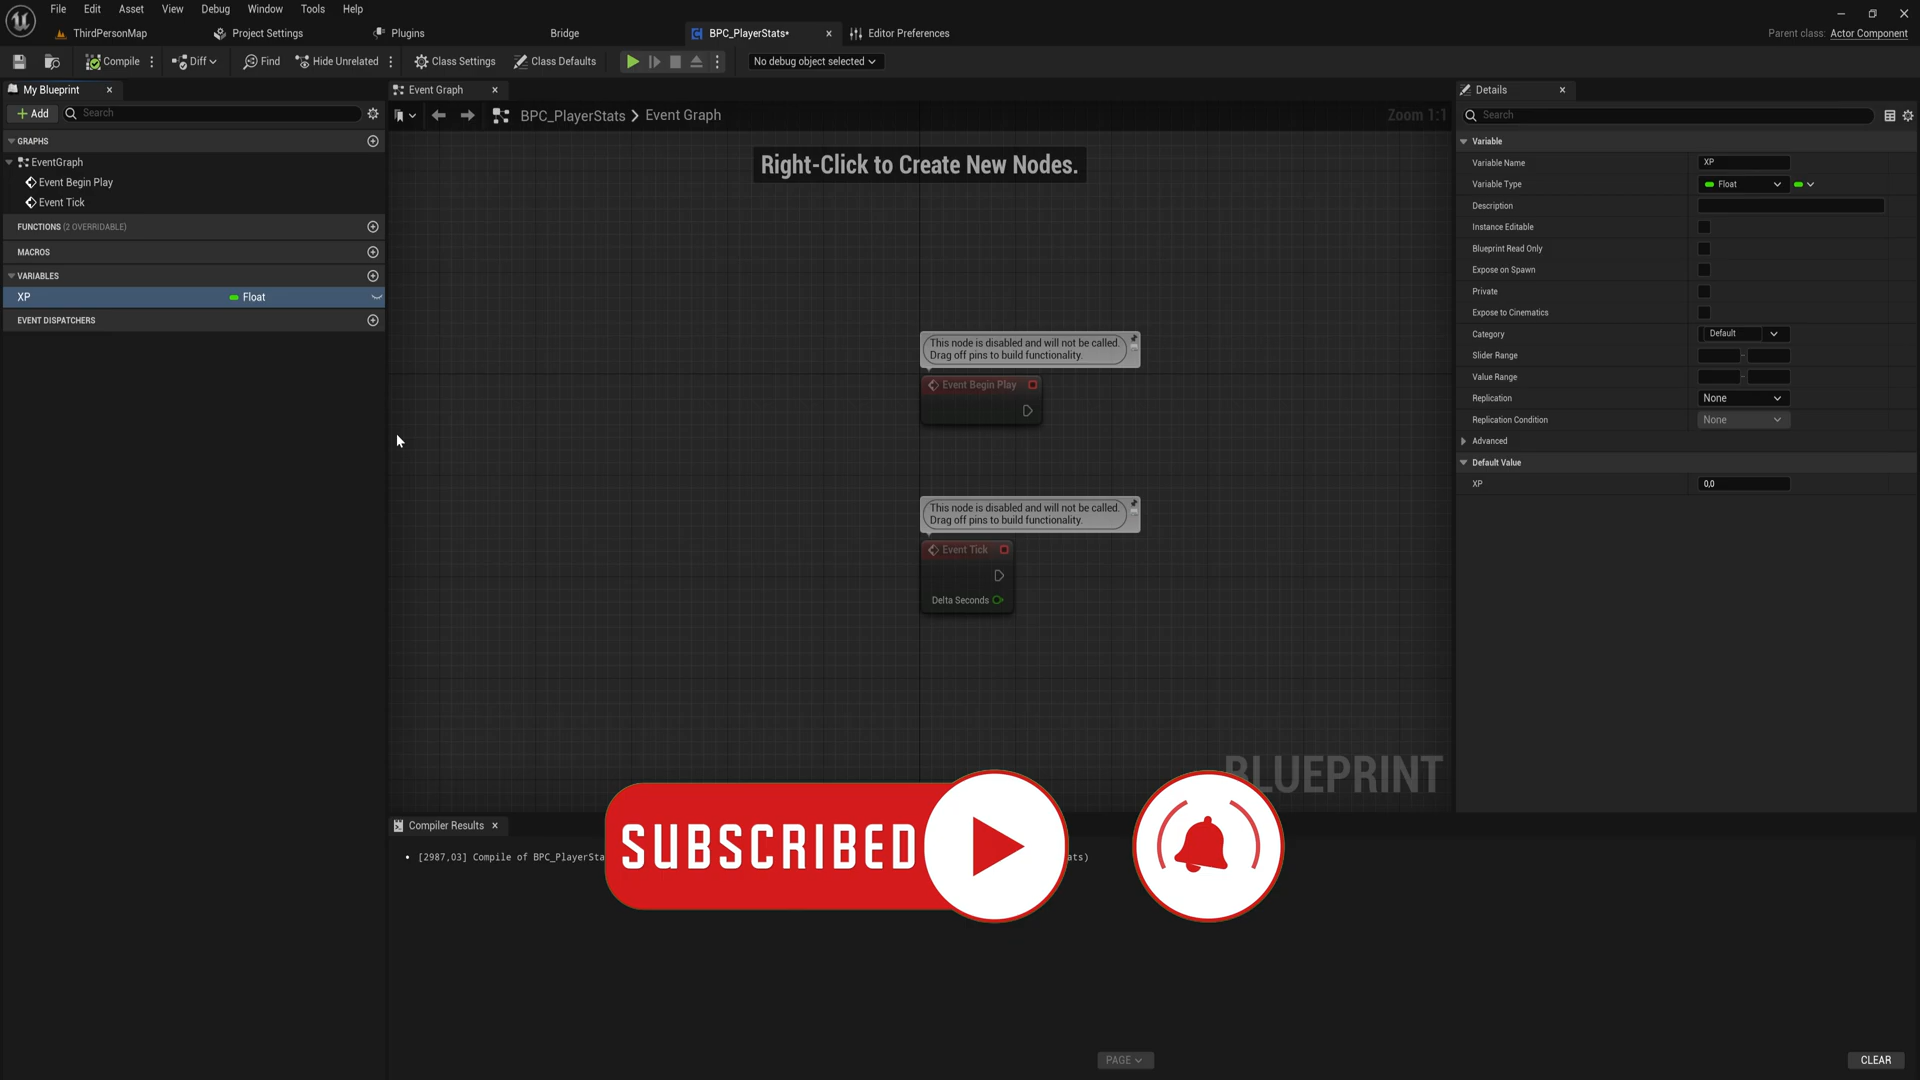 File Edit Asset View Debug Window Tools Help
ThirdPersonMap Project Settings Plugins Bridge BPC_PlayerStats• Editor Preferences Parent class: Actor Component
Compile Diff Find Hide Unrelated Class Settings Class Defaults No debug object selected
My Blueprint
Add Search
GRAPHS
EventGraph
Event Begin Play
Event Tick
FUNCTIONS (2 OVERRIDABLE)
MACROS
VARIABLES
XP Float
EVENT DISPATCHERS
Event Graph
BPC_PlayerStats > Event Graph Zoom 1:1
Right-Click to Create New Nodes.
This node is disabled and will not be called.
Drag off pins to build functionality.
Event Begin Play
This node is disabled and will not be called.
Drag off pins to build functionality.
Event Tick
Delta Seconds
BLUEPRINT
Compiler Results
[2987,03] Compile of BPC_PlayerSta ats)
SUBSCRIBED
PAGE CLEAR
Details
Search
Variable
Variable Name XP
Variable Type Float
Description
Instance Editable
Blueprint Read Only
Expose on Spawn
Private
Expose to Cinematics
Category Default
Slider Range
Value Range
Replication None
Replication Condition None
Advanced
Default Value
XP 0,0